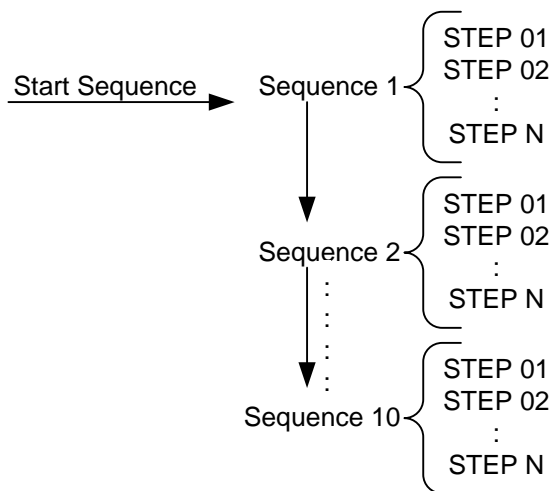 Start Sequence
Sequence 1
STEP 01
STEP 02
:
STEP N
Sequence 2
STEP 01
STEP 02
:
STEP N
Sequence 10
STEP 01
STEP 02
:
STEP N